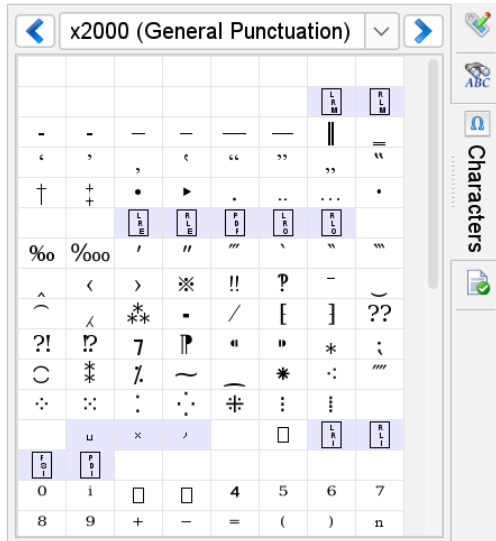 x2000 (General Punctuation)
ABC
Ω
Characters
LRM RLM
‐ ‑ ‒ – — ― ‖ ‗
‘ ’ ‚ ‛ “ ” „ ‟
† ‡ • ‣ ․ ‥ … ‧
LRE RLE PDF LRO RLO
‰ ‱ ′ ″ ‴ ‵ ‶ ‷
‸ ‹ › ※ ‼ ‽ ‾ ‿
⁀ ⁁ ⁂ ⁃ ⁄ ⁅ ⁆ ⁇
⁈ ⁉ ⁊ ⁋ ⁌ ⁍ ⁎ ⁏
⁐ ⁑ ⁒ ⁓ ⁔ ⁕ ⁖ ⁗
⁘ ⁙ ⁚ ⁛ ⁜ ⁝ ⁞
LRI RLI
FSI PDI
⁰ ⁱ ⁴ ⁵ ⁶ ⁷
⁸ ⁹ ⁺ ⁻ ⁼ ⁽ ⁾ ⁿ